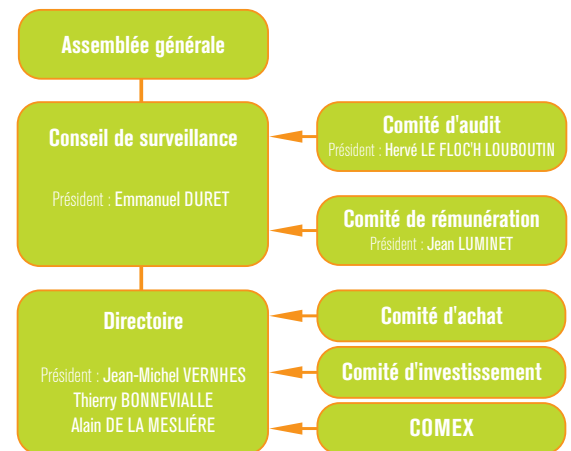 Assemblée générale
Conseil de surveillance
Président : Emmanuel DURET
Comité d'audit
Président : Hervé LE FLOC'H LOUBOUTIN
Comité de rémunération
Président : Jean LUMINET
Directoire
Président : Jean-Michel VERNHES
Thierry BONNEVIALLE
Alain DE LA MESLIÉRE
Comité d'achat
Comité d'investissement
COMEX